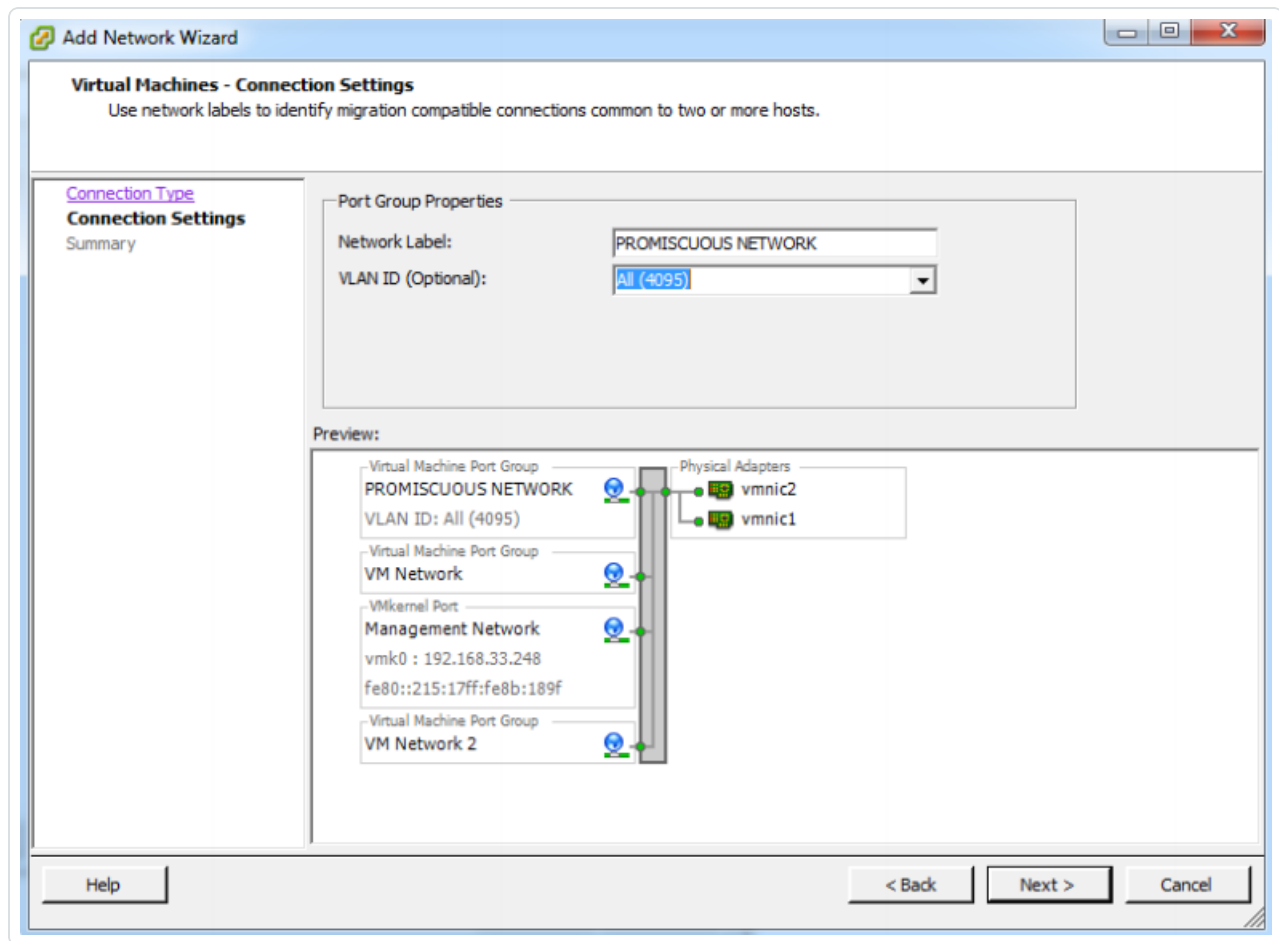 Add Network Wizard
Virtual Machines - Connection Settings
Use network labels to identify migration compatible connections common to two or more hosts.
Connection Type
Connection Settings
Summary
Port Group Properties
Network Label:
PROMISCUOUS NETWORK
VLAN ID (Optional):
All (4095)
Preview:
Virtual Machine Port Group
PROMISCUOUS NETWORK
VLAN ID: All (4095)
Virtual Machine Port Group
VM Network
VMkernel Port
Management Network
vmk0 : 192.168.33.248
fe80::215:17ff:fe8b:189f
Virtual Machine Port Group
VM Network 2
Physical Adapters
vmnic2
vmnic1
Help
< Back
Next >
Cancel